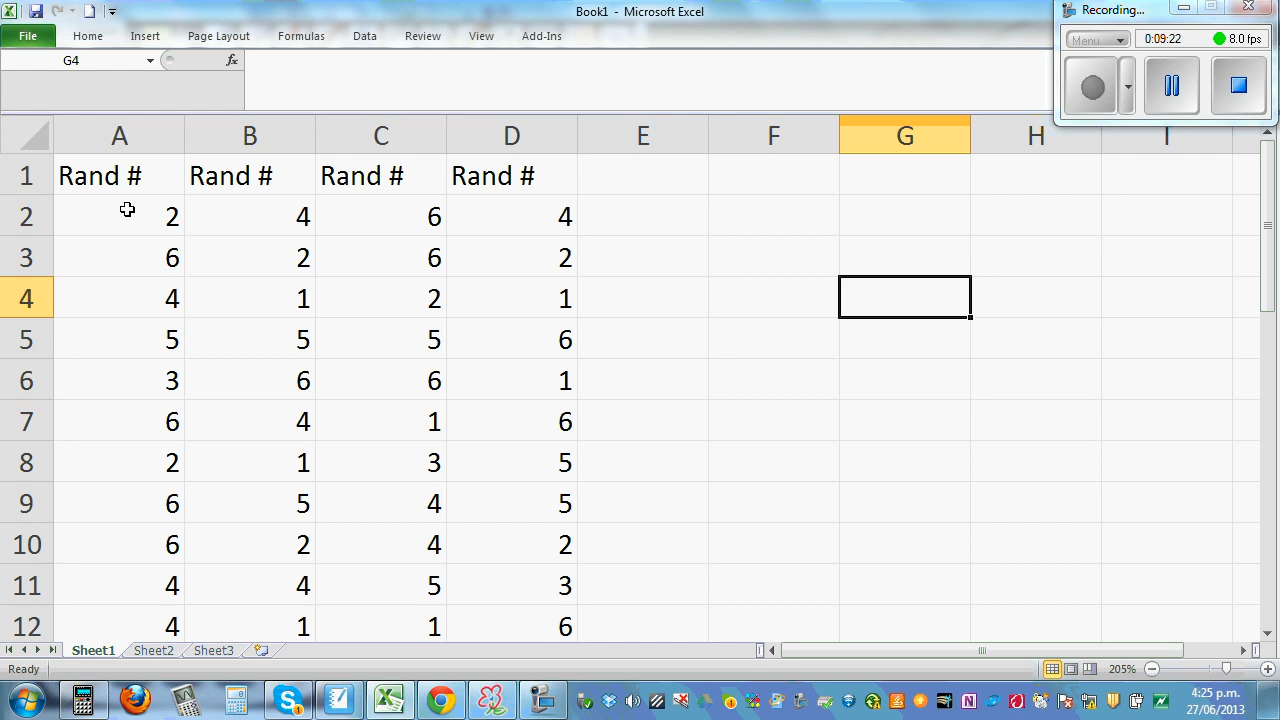 Book1 - Microsoft Excel
Recording...
File Home Insert Page Layout Formulas Data Review View Add-Ins
Menu 0:09:22 8.0 fps
G4 fx
A B C D E F G H I
1 Rand # Rand # Rand # Rand #
2 2 4 6 4
3 6 2 6 2
4 4 1 2 1
5 5 5 5 6
6 3 6 6 1
7 6 4 1 6
8 2 1 3 5
9 6 5 4 5
10 6 2 4 2
11 4 4 5 3
12 4 1 1 6
Sheet1 Sheet2 Sheet3
Ready 205%
4:25 p.m.
27/06/2013